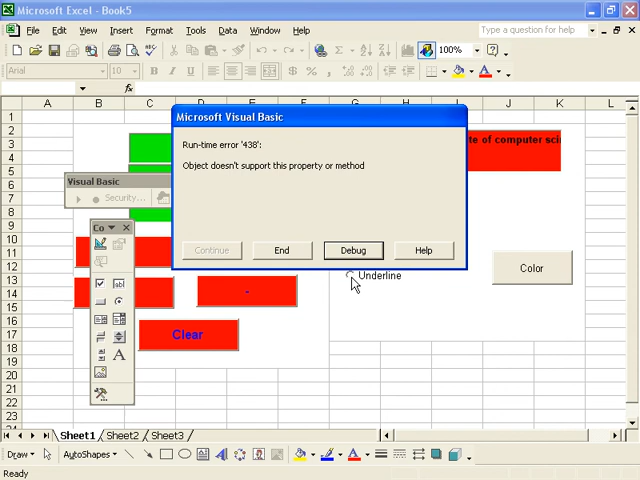 Microsoft Excel - Book5
File Edit View Insert Format Tools Data Window Help
Type a question for help
100%
Arial 10 B I U
fx
A B C D E F G H I J K L
1
2
3
4
5
6
7
8
9
10
11
12
13
14
15
16
17
18
19
20
21
22
23
te of computer scie
Visual Basic
Security...
Co
Microsoft Visual Basic
Run-time error '438':
Object doesn't support this property or method
Continue End Debug Help
Underline
Color
-
Clear
Sheet1 Sheet2 Sheet3
Draw AutoShapes
Ready